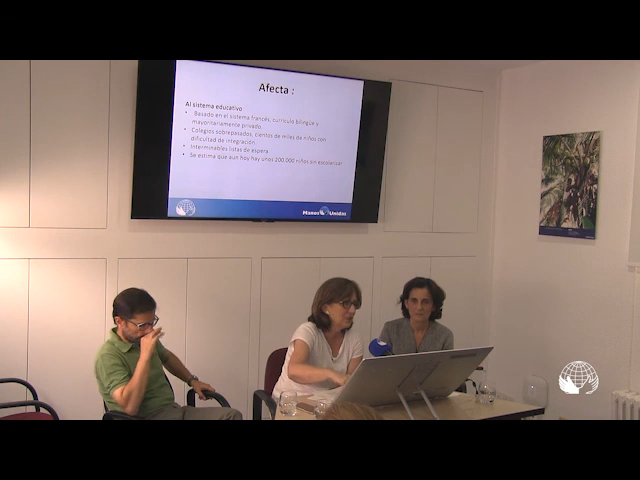 Afecta :
Al sistema educativo
• Basado en el sistema francés, currículo bilingüe y
mayoritariamente privado.
• Colegios sobrepesados, cientos de miles de niños con
dificultad de integración.
• Interminables listas de espera.
• Se estima que aun hoy hay unos 200.000 niños sin escolarizar
Manos Unidas